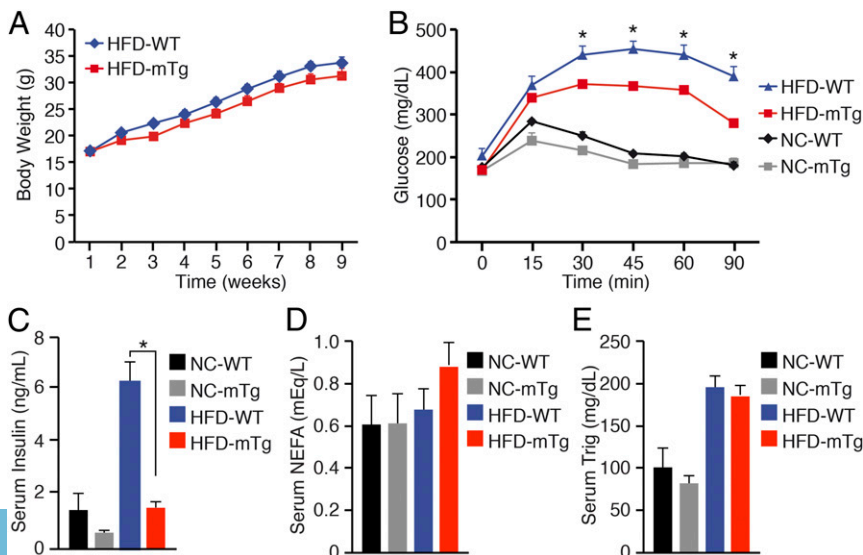 A
Body Weight (g)
40
35
30
25
20
15
10
5
0
HFD-WT
HFD-mTg
1 2 3 4 5 6 7 8 9
Time (weeks)
B
Glucose (mg/dL)
500
400
300
200
100
0
* * * *
HFD-WT
HFD-mTg
NC-WT
NC-mTg
0 15 30 45 60 90
Time (min)
C
Serum Insulin (ng/mL)
8
6
4
2
0
*
NC-WT
NC-mTg
HFD-WT
HFD-mTg
D
Serum NEFA (mEq/L)
1.0
0.8
0.6
0.4
0.2
0
NC-WT
NC-mTg
HFD-WT
HFD-mTg
E
Serum Trig (mg/dL)
250
200
150
100
50
0
NC-WT
NC-mTg
HFD-WT
HFD-mTg